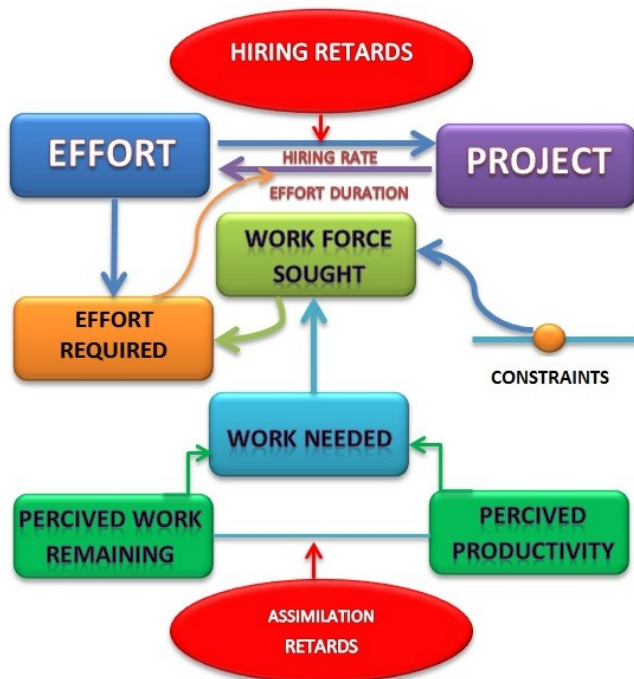 HIRING RETARDS
EFFORT
HIRING RATE
EFFORT DURATION
PROJECT
WORK FORCE
SOUGHT
EFFORT
REQUIRED
CONSTRAINTS
WORK NEEDED
PERCIVED WORK
REMAINING
PERCIVED
PRODUCTIVITY
ASSIMILATION
RETARDS